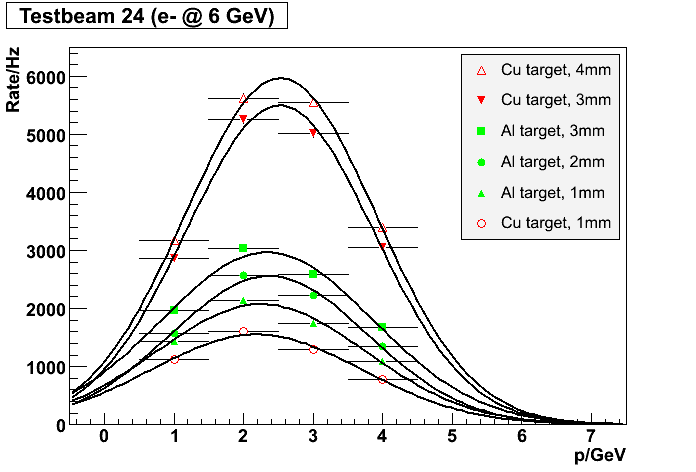 Testbeam 24 (e- @ 6 GeV)
Rate/Hz
6000
5000
4000
3000
2000
1000
0
Cu target, 4mm
Cu target, 3mm
Al target, 3mm
Al target, 2mm
Al target, 1mm
Cu target, 1mm
0 1 2 3 4 5 6 7
p/GeV